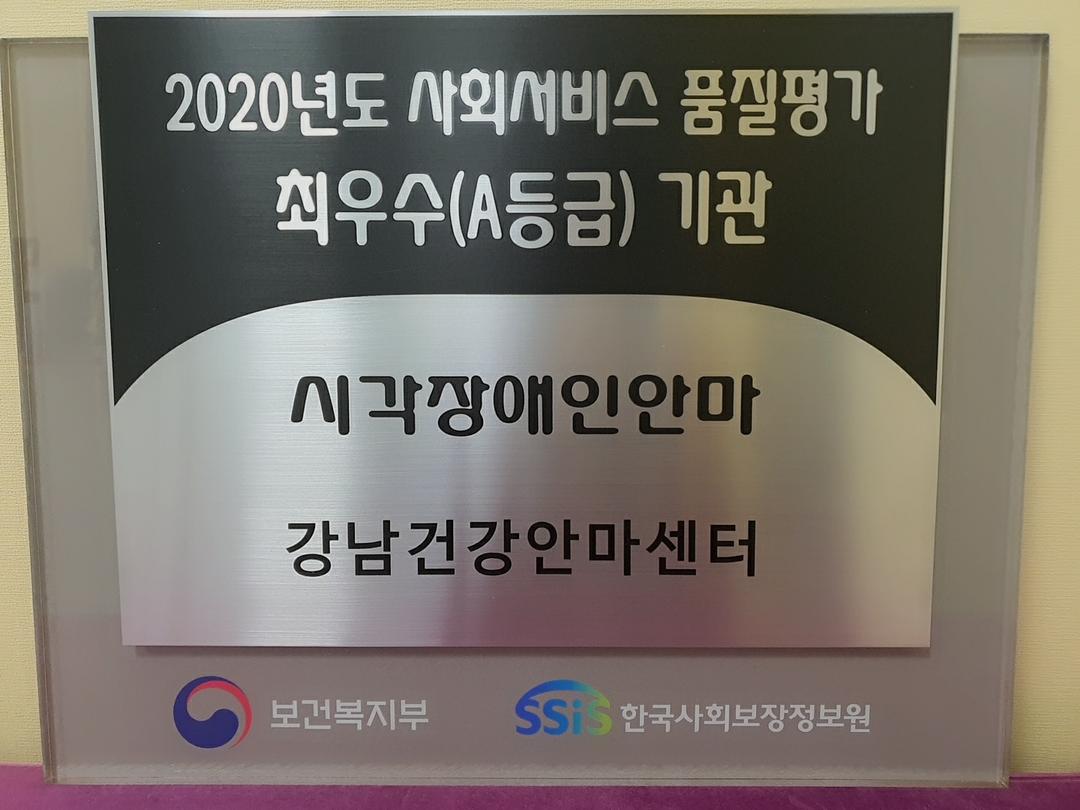 2020년도 사회서비스 품질평가
최우수(A등급) 기관
시각장애인안마
강남건강안마센터
보건복지부
SSiS 한국사회보장정보원